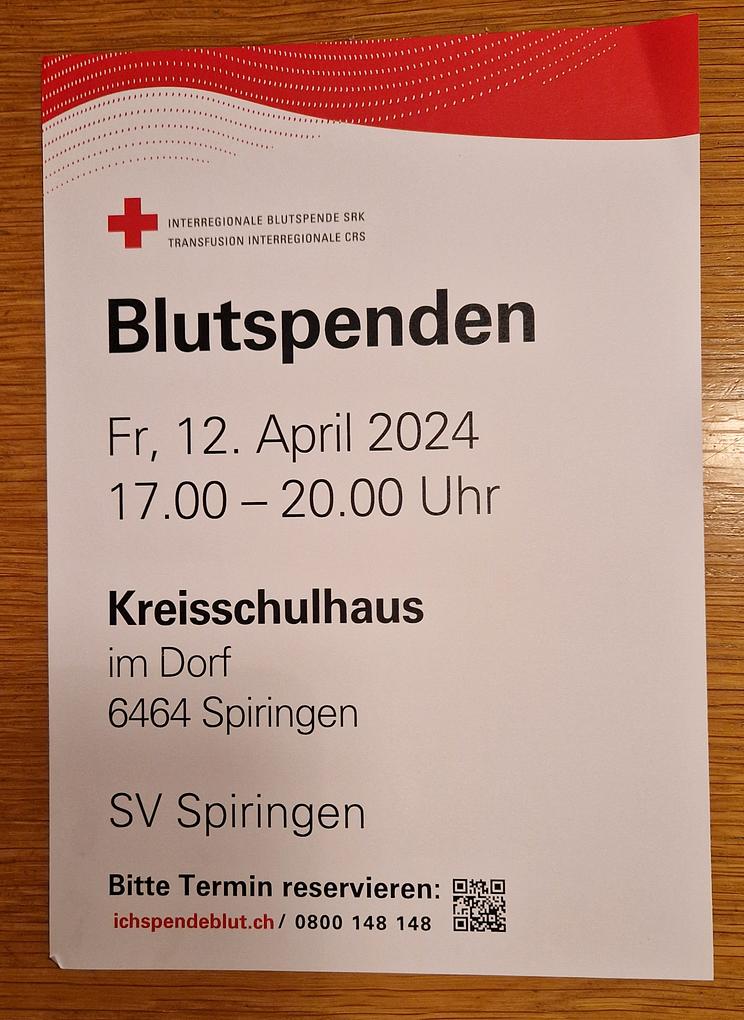 INTERREGIONALE BLUTSPENDE SRK
TRANSFUSION INTERREGIONALE CRS
Blutspenden
Fr, 12. April 2024
17.00 – 20.00 Uhr
Kreisschulhaus
im Dorf
6464 Spiringen
SV Spiringen
Bitte Termin reservieren:
ichspendeblut.ch / 0800 148 148